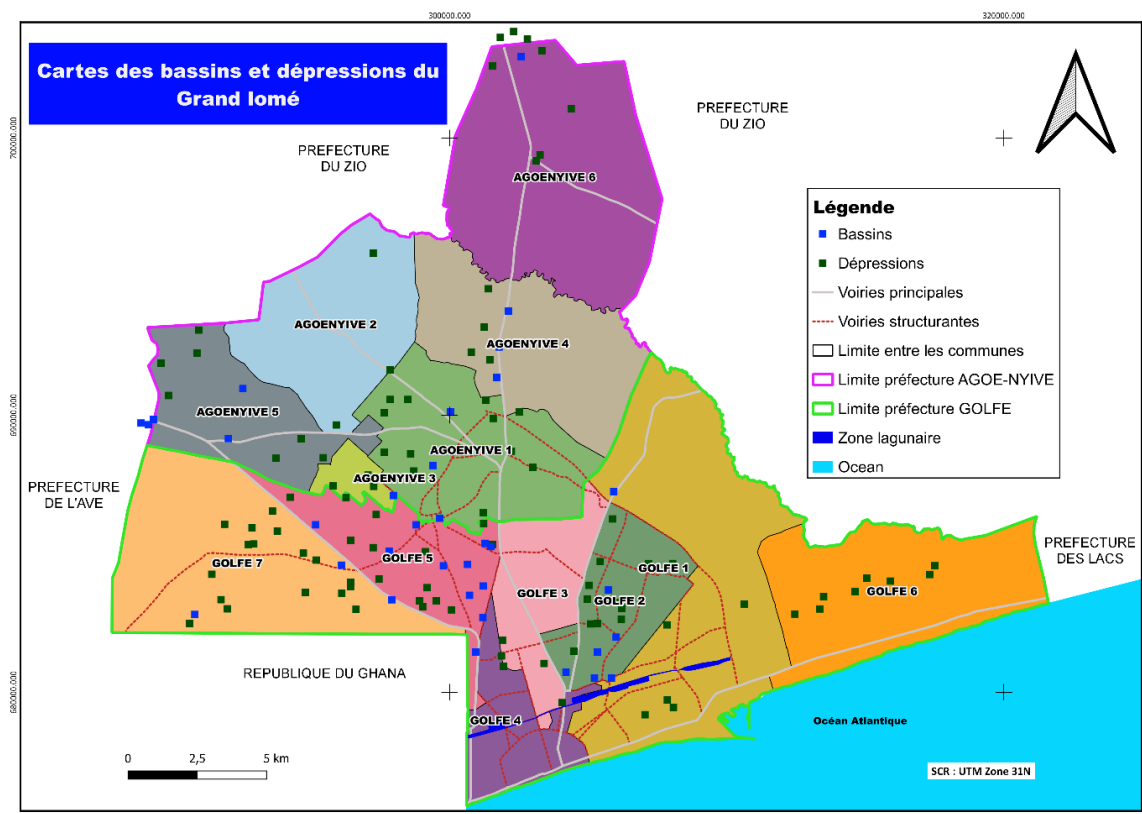 300000.000
320000.000
Cartes des bassins et dépressions du
Grand lomé
700000.000
PREFECTURE
DU ZIO
PREFECTURE
DU ZIO
AGOENYIVE 6
Légende
Bassins
Dépressions
Voiries principales
Voiries structurantes
Limite entre les communes
Limite préfecture AGOE-NYIVE
Limite préfecture GOLFE
Zone lagunaire
Ocean
AGOENYIVE 2
AGOENYIVE 4
AGOENYIVE 5
690000.000
AGOENYIVE 1
AGOENYIVE 3
PREFECTURE
DE L'AVE
PREFECTURE
DES LACS
GOLFE 7
GOLFE 5
GOLFE 3
GOLFE 1
GOLFE 2
GOLFE 6
REPUBLIQUE DU GHANA
680000.000
GOLFE 4
Océan Atlantique
0 2,5 5 km
SCR : UTM Zone 31N